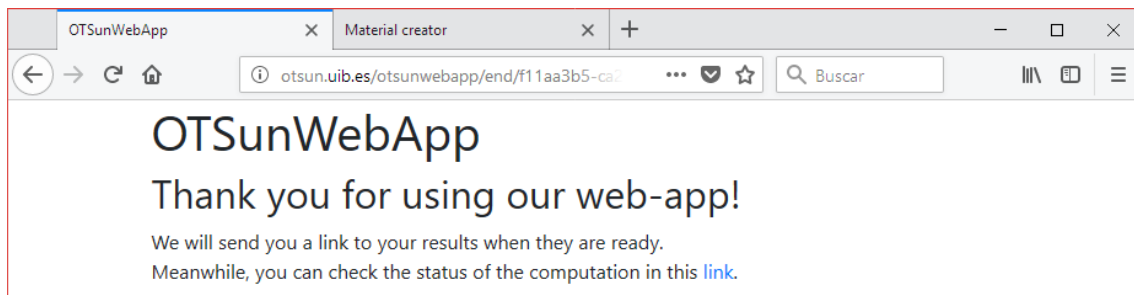 OTSunWebApp Material creator
otsun.uib.es/otsunwebapp/end/f11aa3b5-ca Buscar
OTSunWebApp
Thank you for using our web-app!
We will send you a link to your results when they are ready.
Meanwhile, you can check the status of the computation in this link.